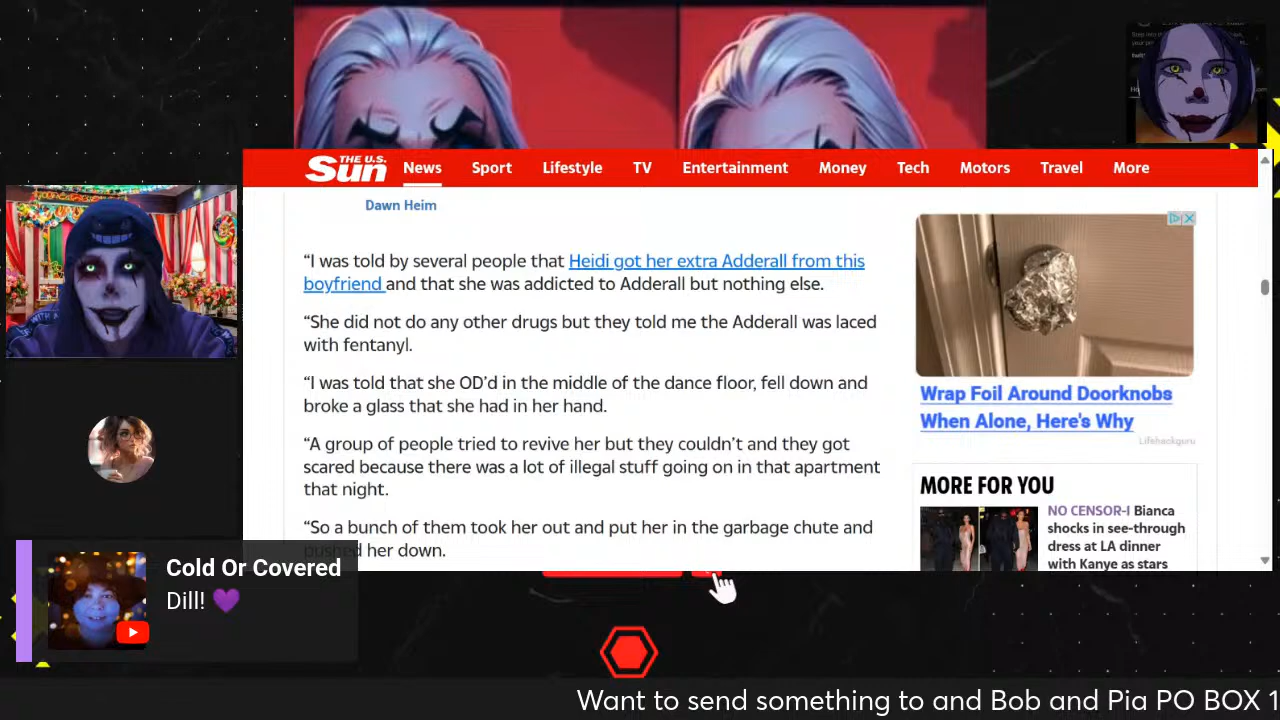 THE U.S.
Sun
News Sport Lifestyle TV Entertainment Money Tech Motors Travel More
Dawn Heim
“I was told by several people that Heidi got her extra Adderall from this
boyfriend and that she was addicted to Adderall but nothing else.
“She did not do any other drugs but they told me the Adderall was laced
with fentanyl.
“I was told that she OD’d in the middle of the dance floor, fell down and
broke a glass that she had in her hand.
“A group of people tried to revive her but they couldn’t and they got
scared because there was a lot of illegal stuff going on in that apartment
that night.
“So a bunch of them took her out and put her in the garbage chute and
pushed her down.
Wrap Foil Around Doorknobs
When Alone, Here's Why
Lifehackguru
MORE FOR YOU
NO CENSOR-I Bianca
shocks in see-through
dress at LA dinner
with Kanye as stars
Cold Or Covered
Dill! 💜
Want to send something to and Bob and Pia PO BOX 1